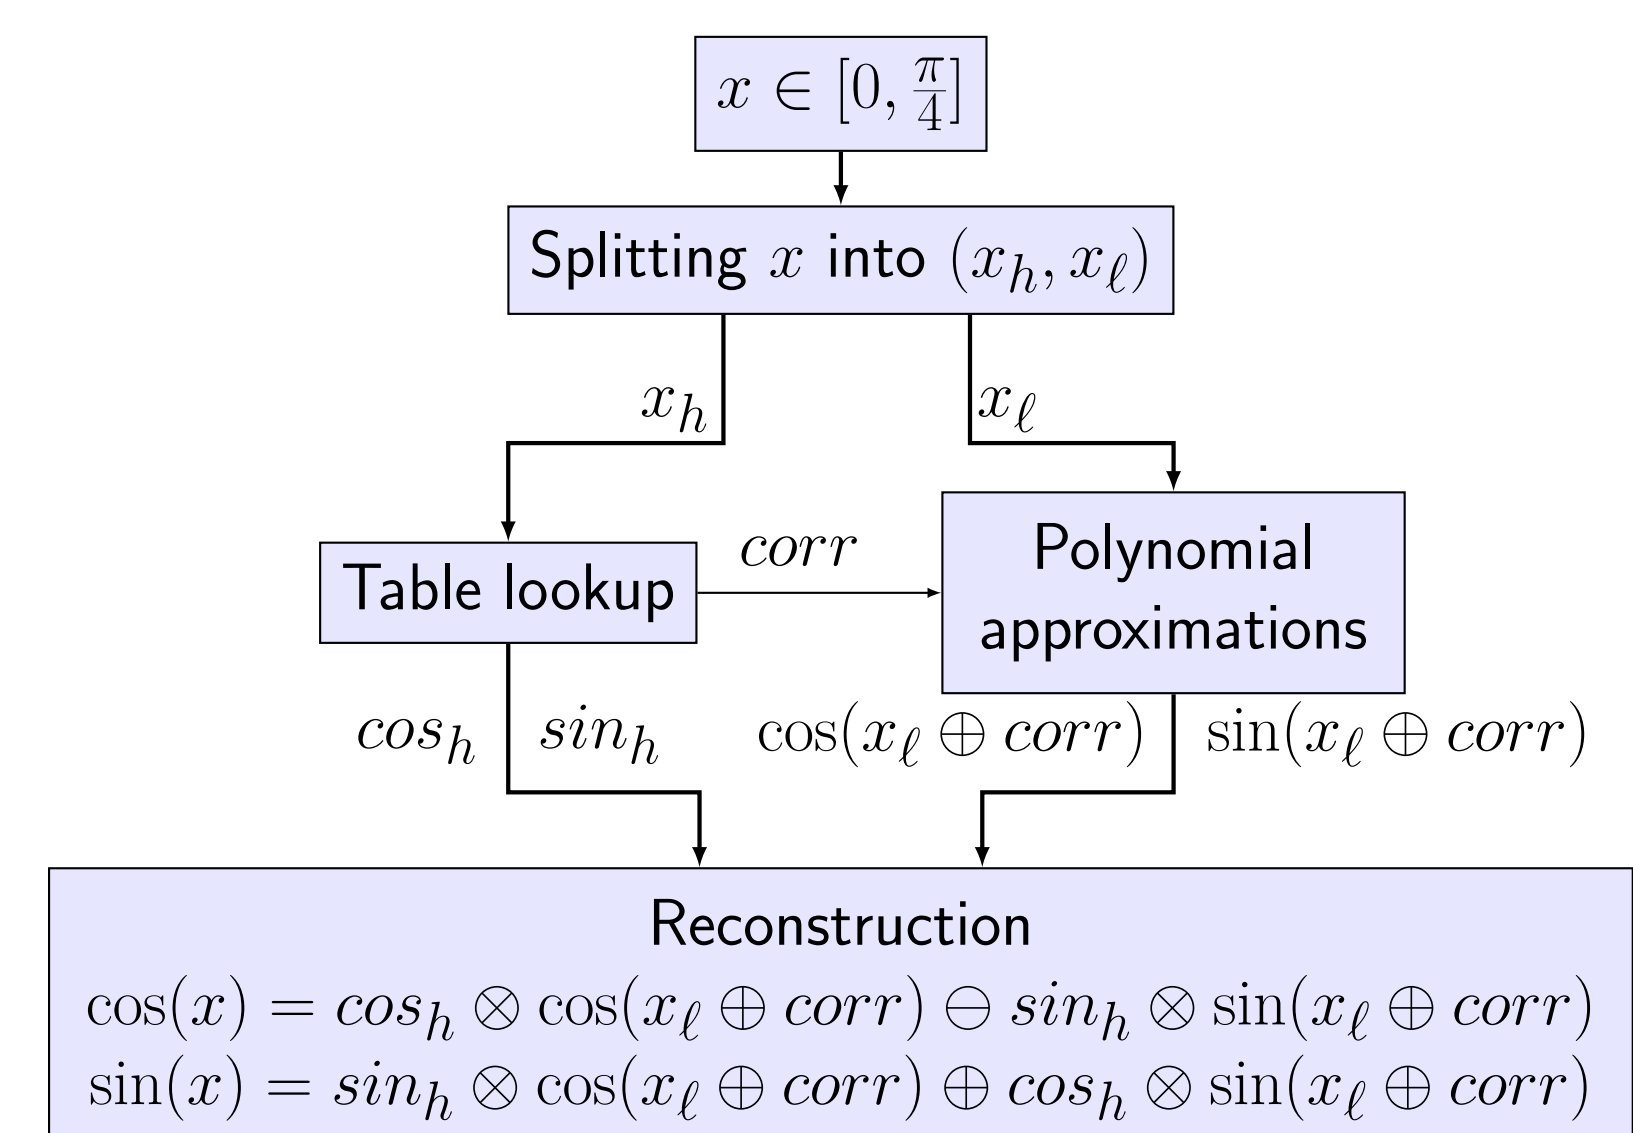 x ∈ [0, π/4]
Splitting x into (x_h, x_ℓ)
x_h x_ℓ
corr
Table lookup
Polynomial
approximations
cos_h sin_h cos(x_ℓ ⊕ corr) sin(x_ℓ ⊕ corr)
Reconstruction
cos(x) = cos_h ⊗ cos(x_ℓ ⊕ corr) ⊖ sin_h ⊗ sin(x_ℓ ⊕ corr)
sin(x) = sin_h ⊗ cos(x_ℓ ⊕ corr) ⊕ cos_h ⊗ sin(x_ℓ ⊕ corr)